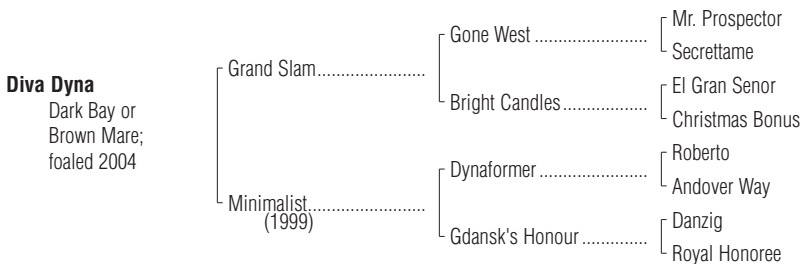 Diva Dyna
Dark Bay or
Brown Mare;
foaled 2004
Grand Slam.......................
Minimalist.........................
(1999)
Gone West ........................
Bright Candles..................
Dynaformer .......................
Gdansk's Honour ..............
Mr. Prospector
Secrettame
El Gran Senor
Christmas Bonus
Roberto
Andover Way
Danzig
Royal Honoree